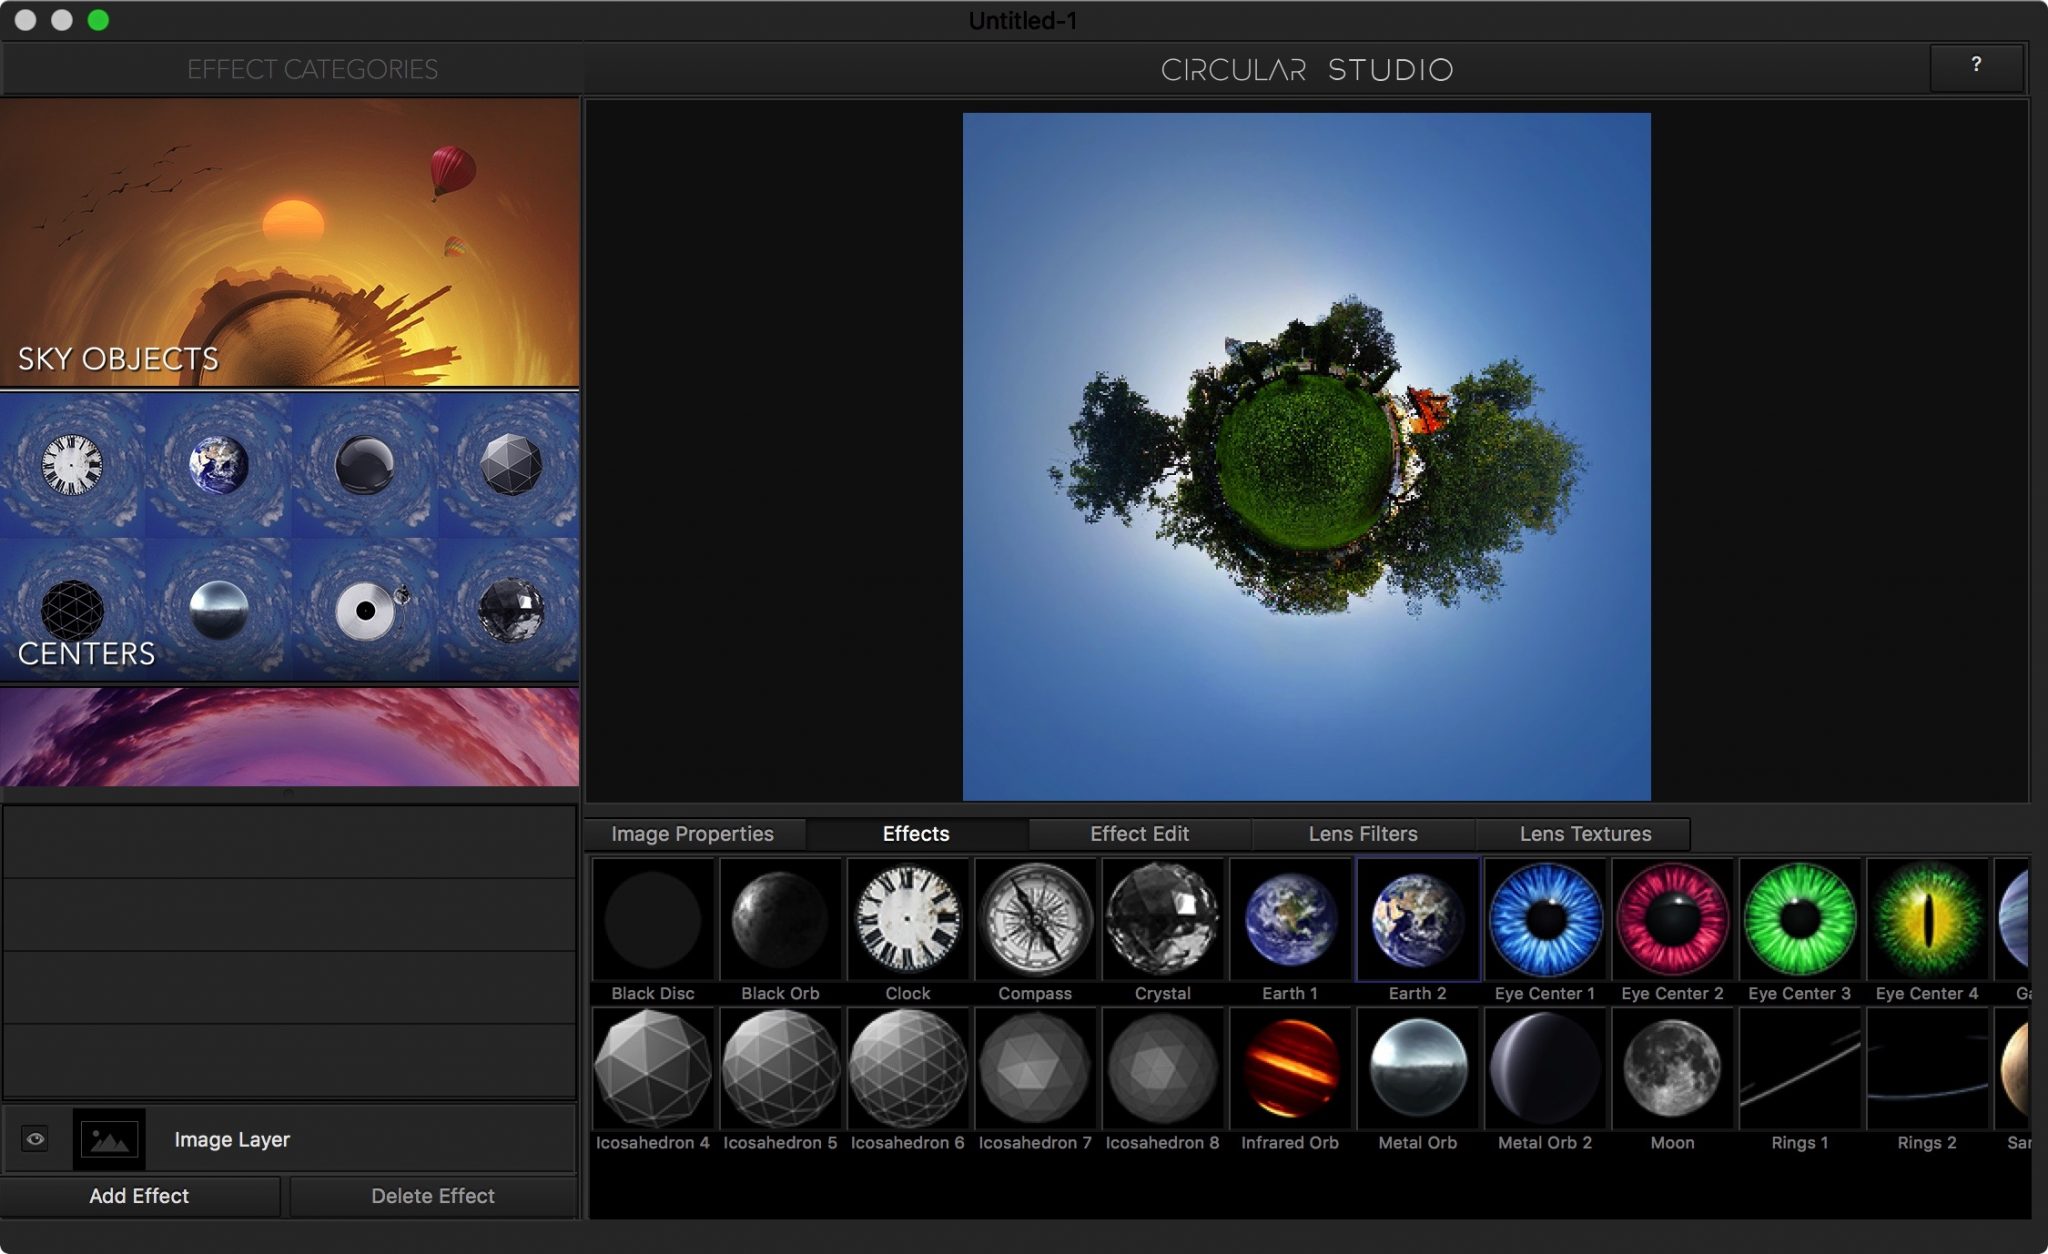 Untitled-1
EFFECT CATEGORIES
CIRCULAR STUDIO
?
SKY OBJECTS
CENTERS
Image Properties
Effects
Effect Edit
Lens Filters
Lens Textures
Black Disc
Black Orb
Clock
Compass
Crystal
Earth 1
Earth 2
Eye Center 1
Eye Center 2
Eye Center 3
Eye Center 4
Icosahedron 4
Icosahedron 5
Icosahedron 6
Icosahedron 7
Icosahedron 8
Infrared Orb
Metal Orb
Metal Orb 2
Moon
Rings 1
Rings 2
Image Layer
Add Effect
Delete Effect